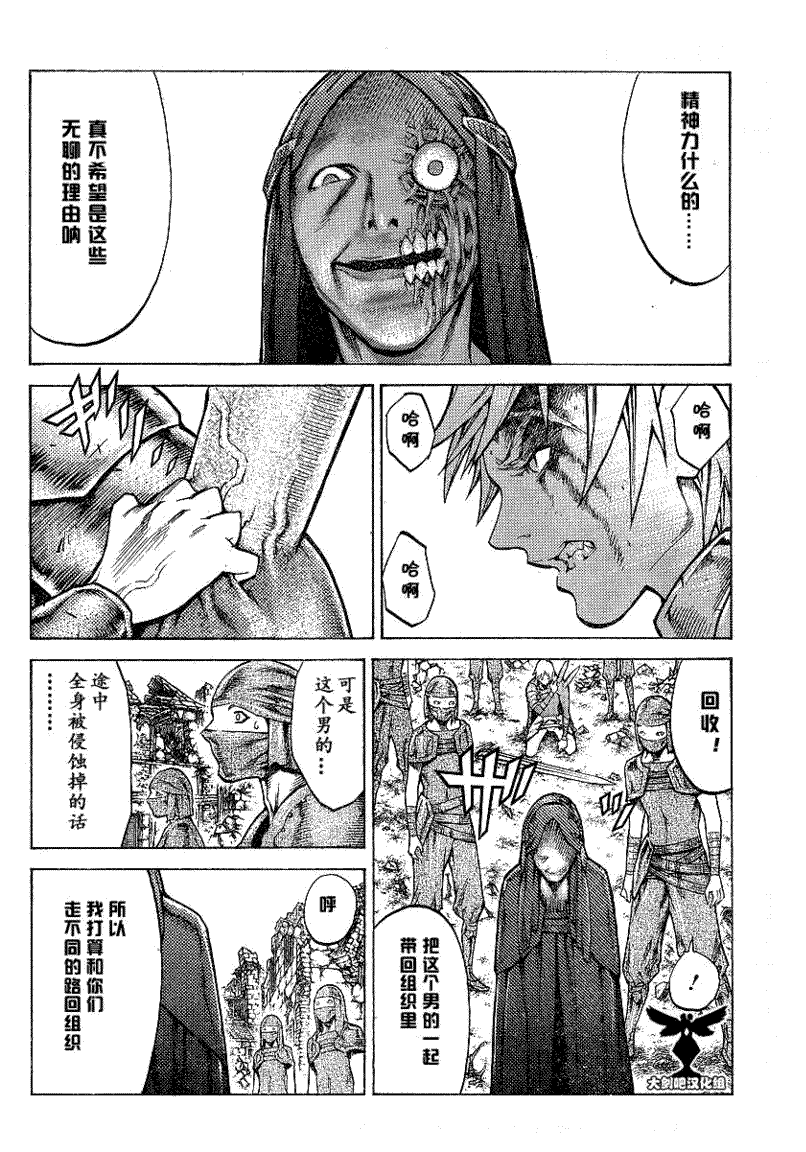 精神力什么的……
真不希望是这些
无聊的理由呐
哈啊
哈啊
哈啊
哈啊
回收！
！
把这个男的一起
带回组织里
可是
这个男的…
途中
全身被侵蚀掉的话
………
呼
所以
我打算和你们
走不同的路回组织
大剑吧汉化组